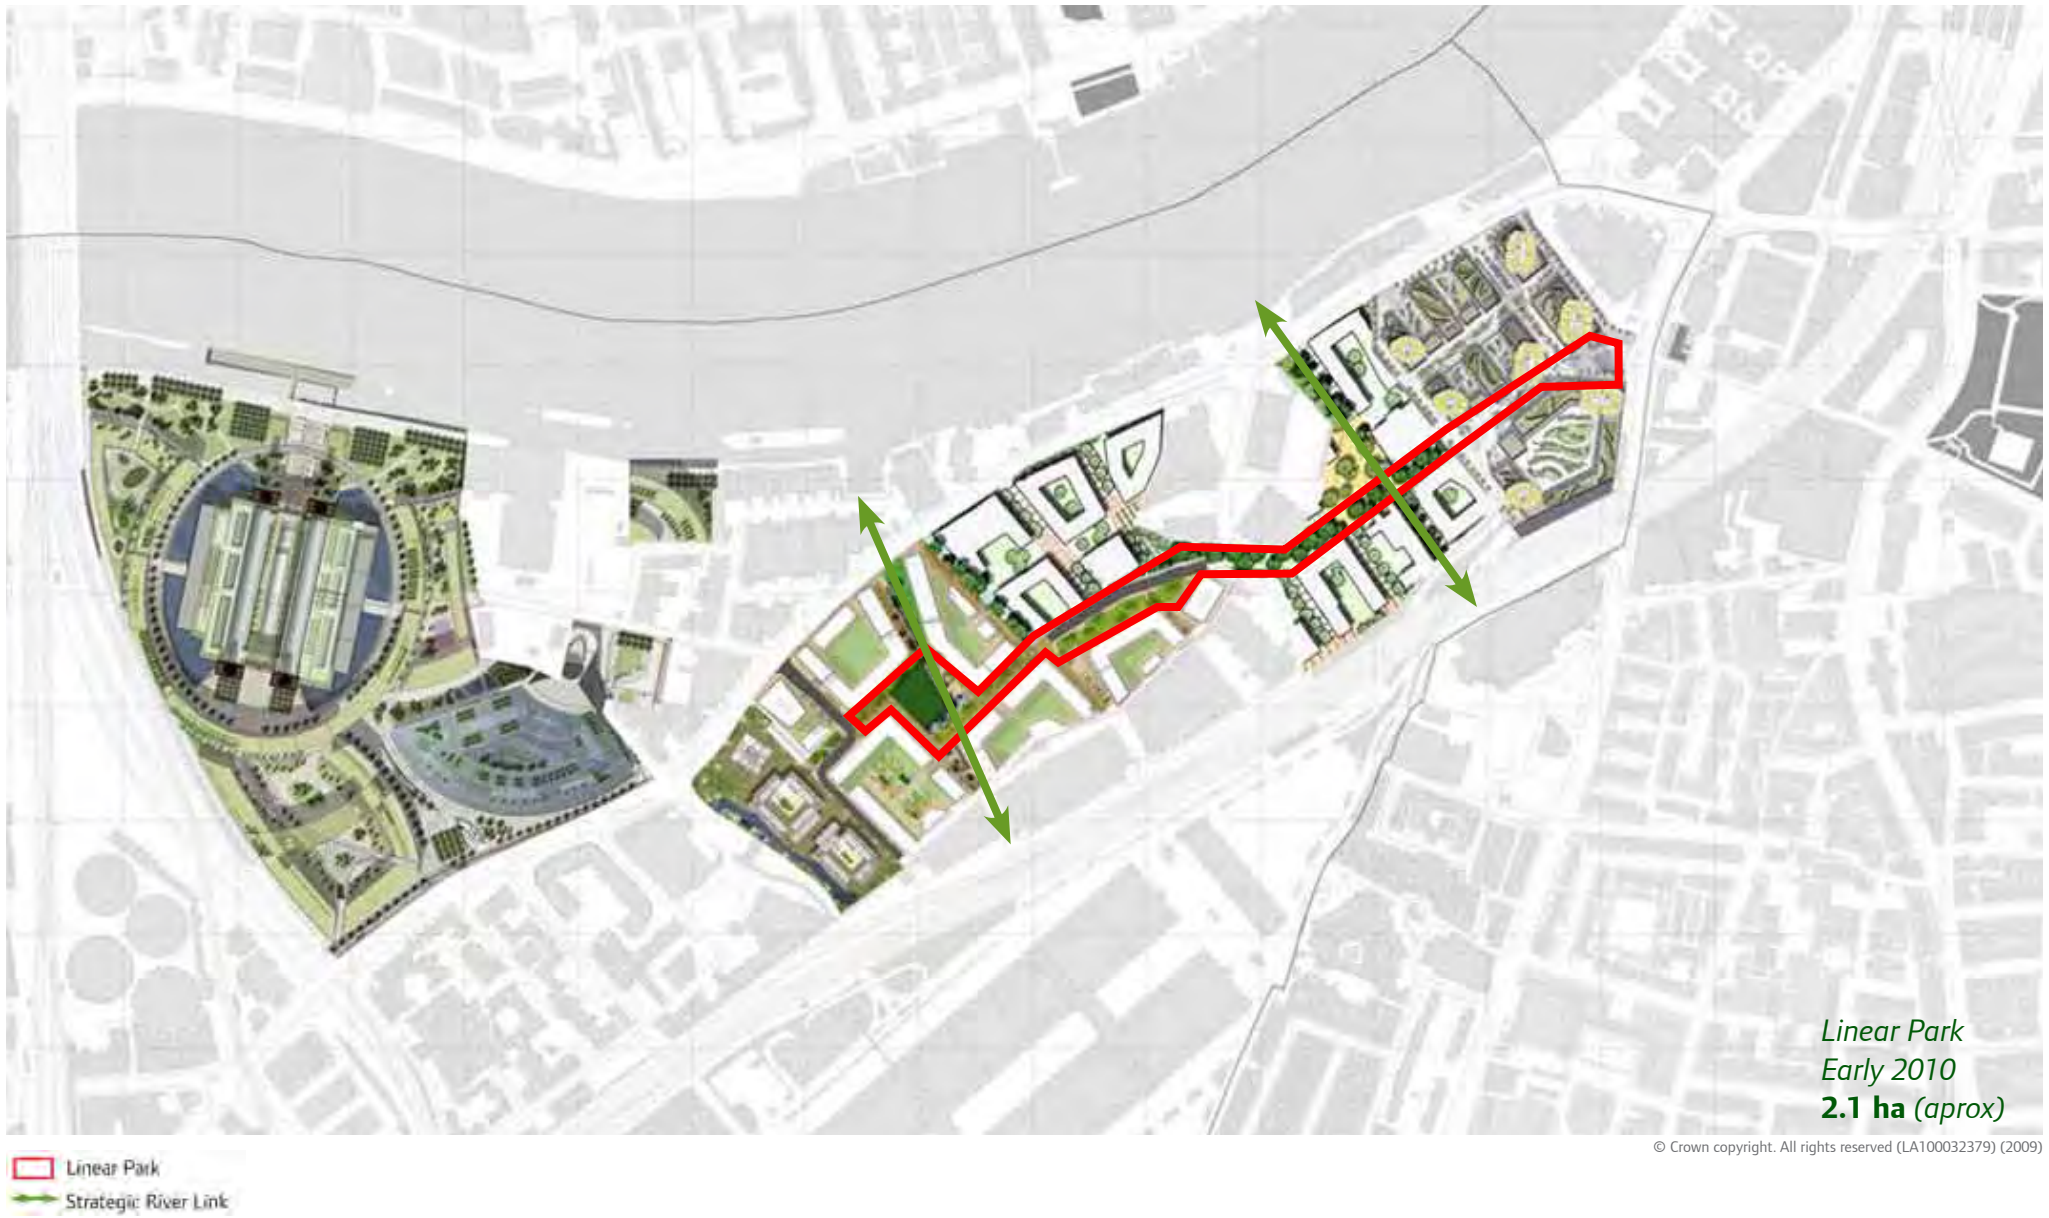 Linear Park
Early 2010
2.1 ha (aprox)
© Crown copyright. All rights reserved (LA100032379) (2009)
Linear Park
Strategic River Link